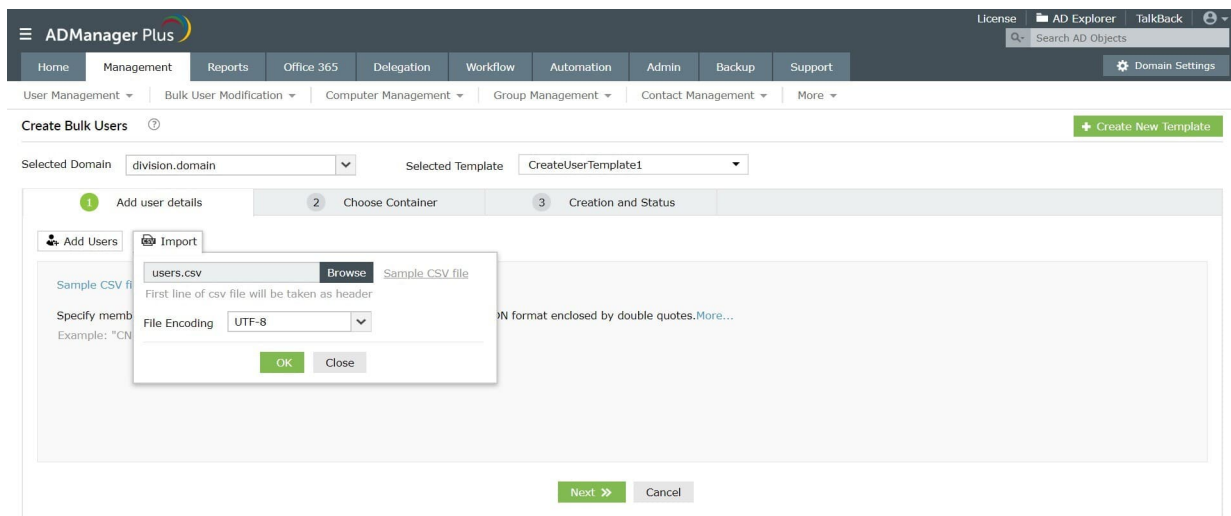 License AD Explorer TalkBack
ADManager Plus
Search AD Objects
Home Management Reports Office 365 Delegation Workflow Automation Admin Backup Support Domain Settings
User Management Bulk User Modification Computer Management Group Management Contact Management More
Create Bulk Users ? + Create New Template
Selected Domain division.domain Selected Template CreateUserTemplate1
1 Add user details 2 Choose Container 3 Creation and Status
Add Users CSV Import
users.csv Browse Sample CSV file
Sample CSV fi
First line of csv file will be taken as header
Specify memb N format enclosed by double quotes.More...
File Encoding UTF-8
Example: "CN
OK Close
Next Cancel